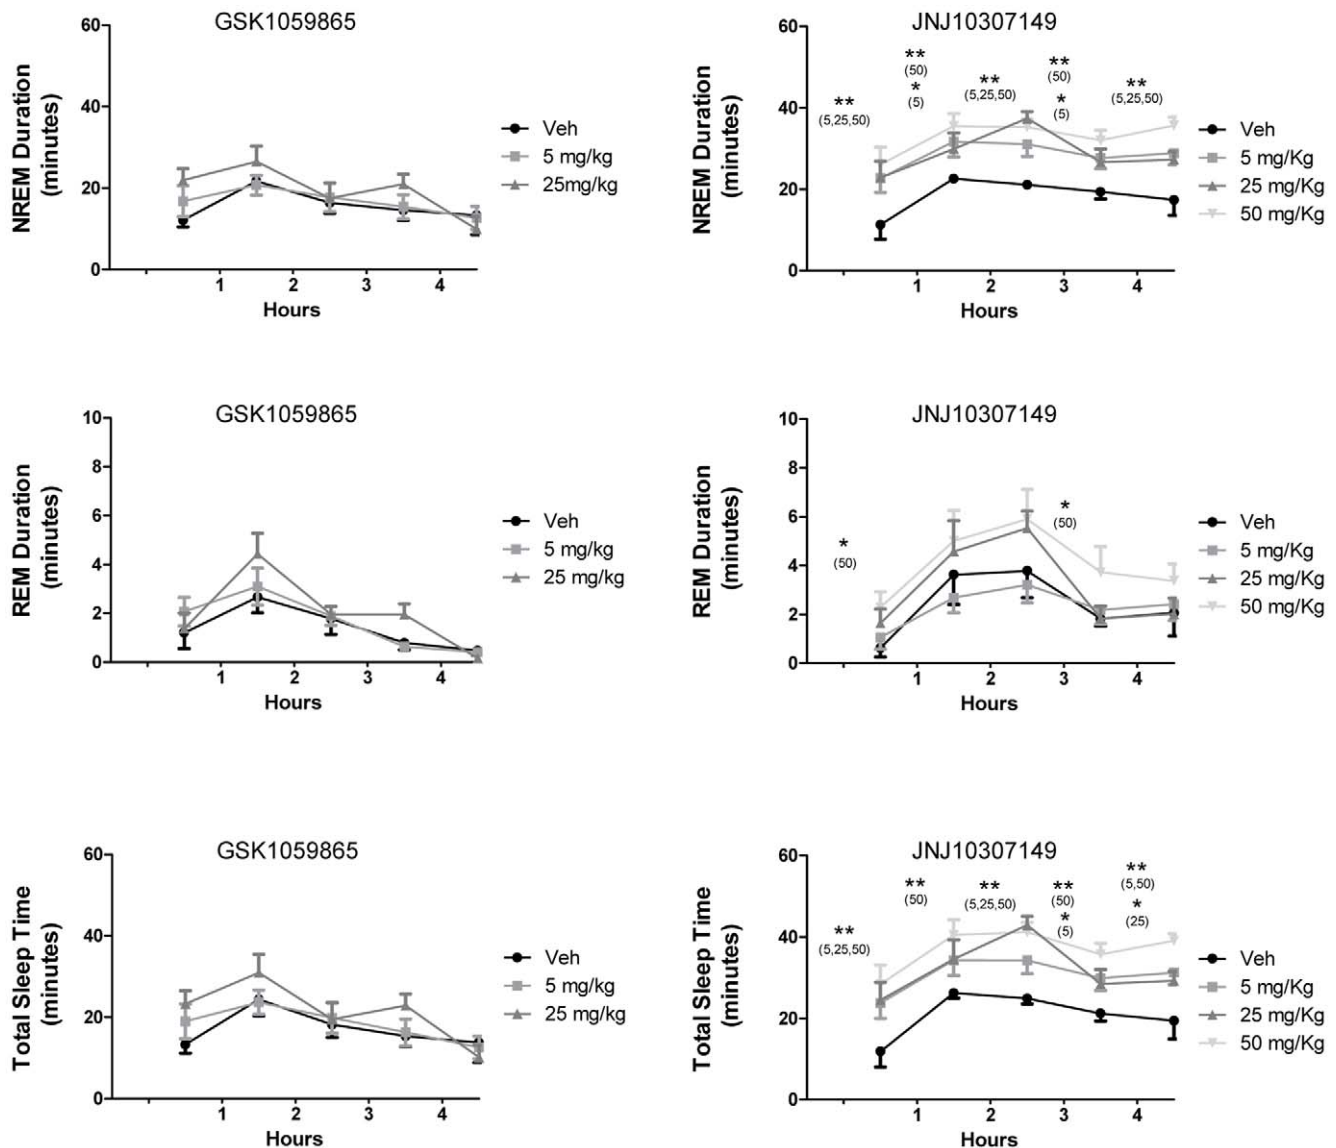 GSK1059865
NREM Duration
(minutes)
60
40
20
0
1
2
3
4
Hours
Veh
5 mg/kg
25mg/kg
JNJ10307149
NREM Duration
(minutes)
60
40
20
0
**
(5,25,50)
**
(50)
*
(5)
**
(5,25,50)
**
(50)
*
(5)
**
(5,25,50)
1
2
3
4
Hours
Veh
5 mg/Kg
25 mg/Kg
50 mg/Kg
GSK1059865
REM Duration
(minutes)
10
8
6
4
2
0
1
2
3
4
Hours
Veh
5 mg/kg
25 mg/kg
JNJ10307149
REM Duration
(minutes)
10
8
6
4
2
0
*
(50)
*
(50)
1
2
3
4
Hours
Veh
5 mg/Kg
25 mg/Kg
50 mg/Kg
GSK1059865
Total Sleep Time
(minutes)
60
40
20
0
1
2
3
4
Hours
Veh
5 mg/kg
25 mg/kg
JNJ10307149
Total Sleep Time
(minutes)
60
40
20
0
**
(5,25,50)
**
(50)
**
(5,25,50)
**
(50)
*
(5)
**
(5,50)
*
(25)
1
2
3
4
Hours
Veh
5 mg/Kg
25 mg/Kg
50 mg/Kg